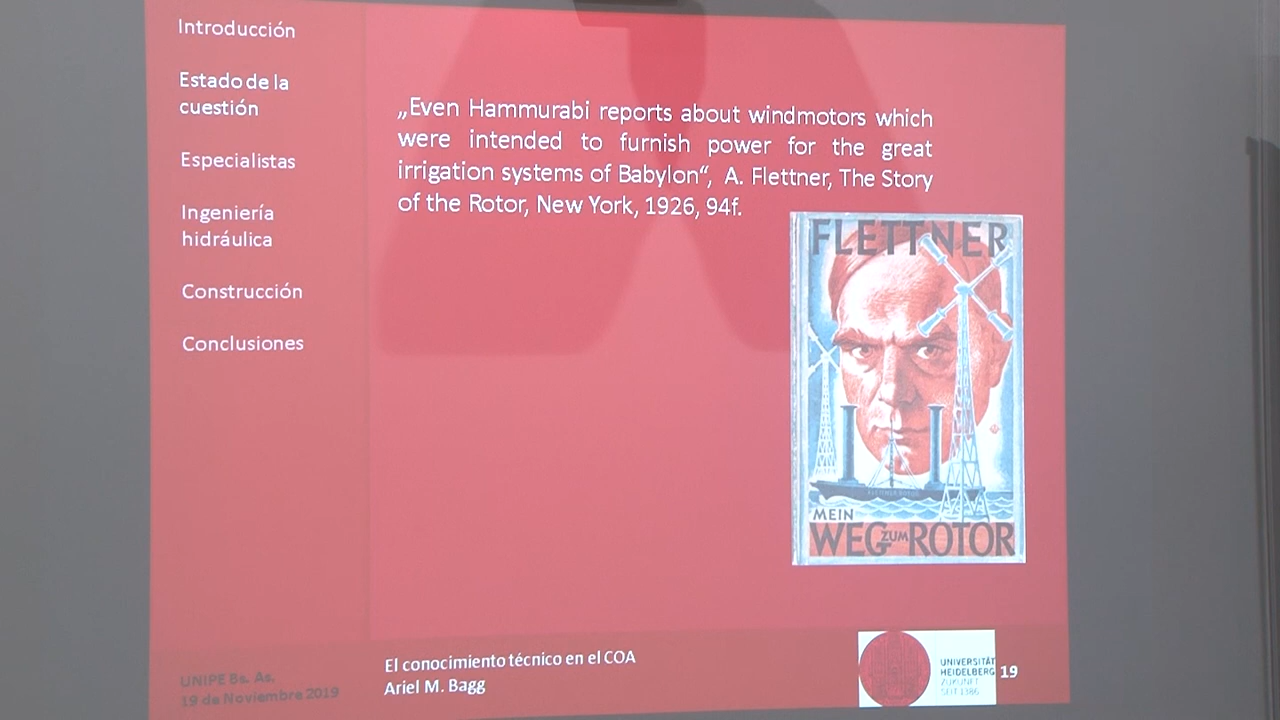 Introducción
Estado de la
cuestión
Especialistas
Ingeniería
hidráulica
Construcción
Conclusiones
„Even Hammurabi reports about windmotors which
were intended to furnish power for the great
irrigation systems of Babylon“, A. Flettner, The Story
of the Rotor, New York, 1926, 94f.
FLETTNER
MEIN
WEG ZUM ROTOR
UNIPE Bs. As.
19 de Noviembre 2019
El conocimiento técnico en el COA
Ariel M. Bagg
UNIVERSITÄT
HEIDELBERG
ZUKUNFT
SEIT 1386
19